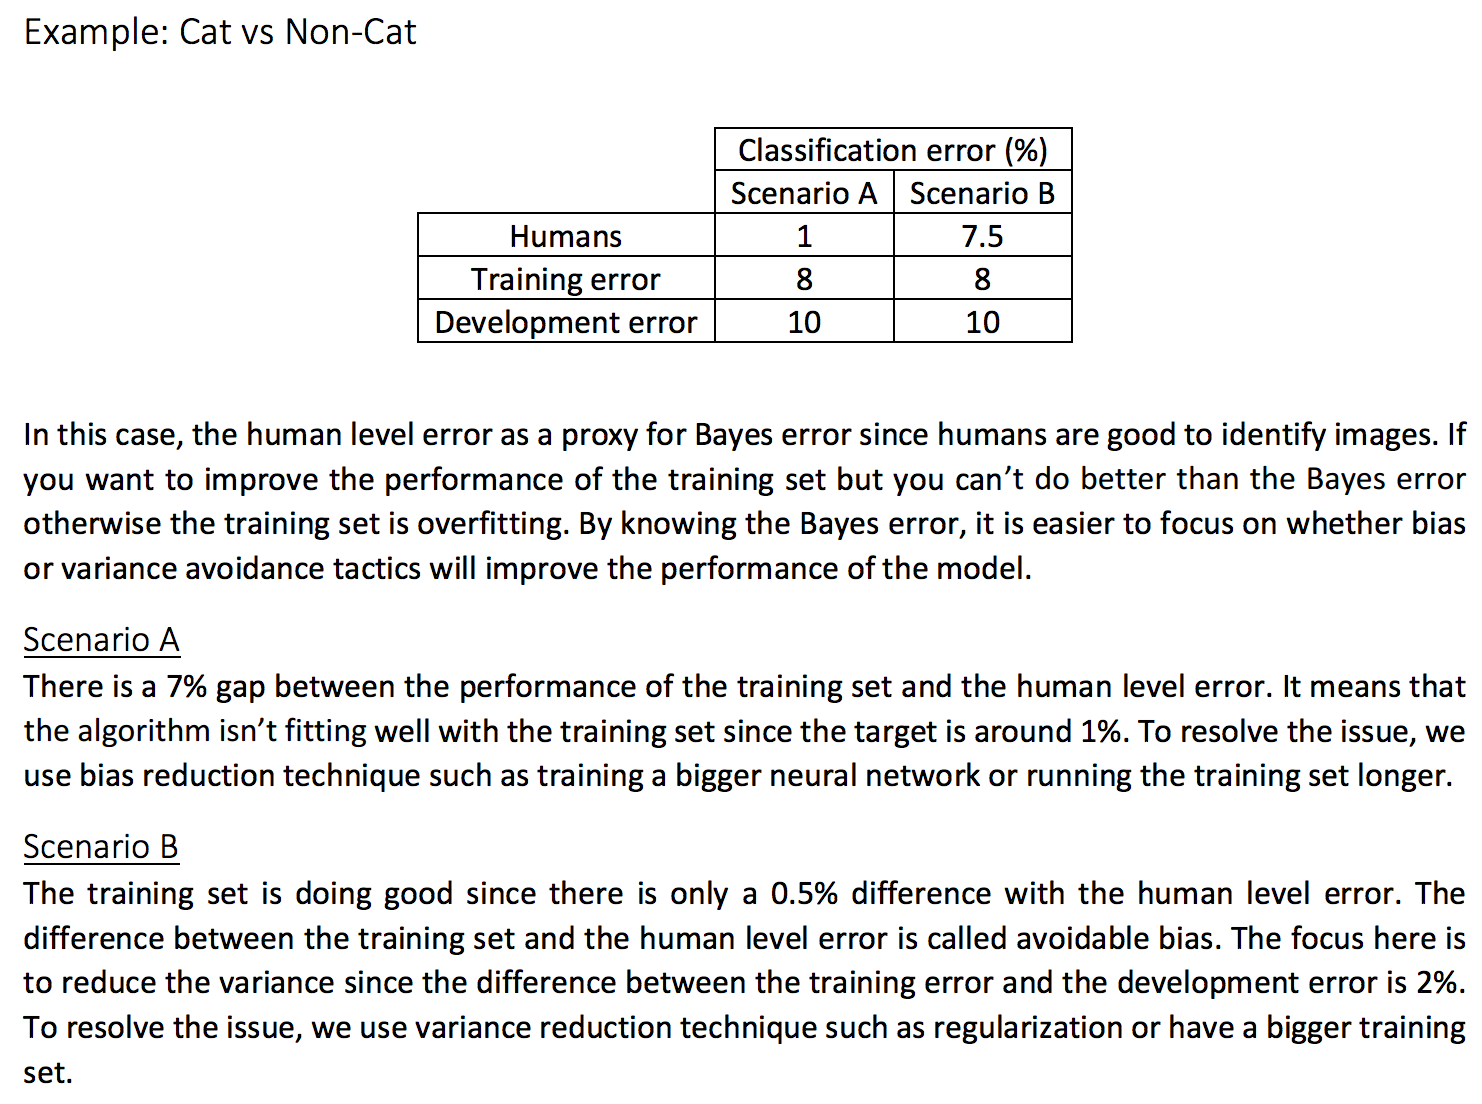 Example: Cat vs Non-Cat
Classification error (%)
Scenario A Scenario B
Humans 1 7.5
Training error 8 8
Development error 10 10
In this case, the human level error as a proxy for Bayes error since humans are good to identify images. If
you want to improve the performance of the training set but you can’t do better than the Bayes error
otherwise the training set is overfitting. By knowing the Bayes error, it is easier to focus on whether bias
or variance avoidance tactics will improve the performance of the model.
Scenario A
There is a 7% gap between the performance of the training set and the human level error. It means that
the algorithm isn’t fitting well with the training set since the target is around 1%. To resolve the issue, we
use bias reduction technique such as training a bigger neural network or running the training set longer.
Scenario B
The training set is doing good since there is only a 0.5% difference with the human level error. The
difference between the training set and the human level error is called avoidable bias. The focus here is
to reduce the variance since the difference between the training error and the development error is 2%.
To resolve the issue, we use variance reduction technique such as regularization or have a bigger training
set.